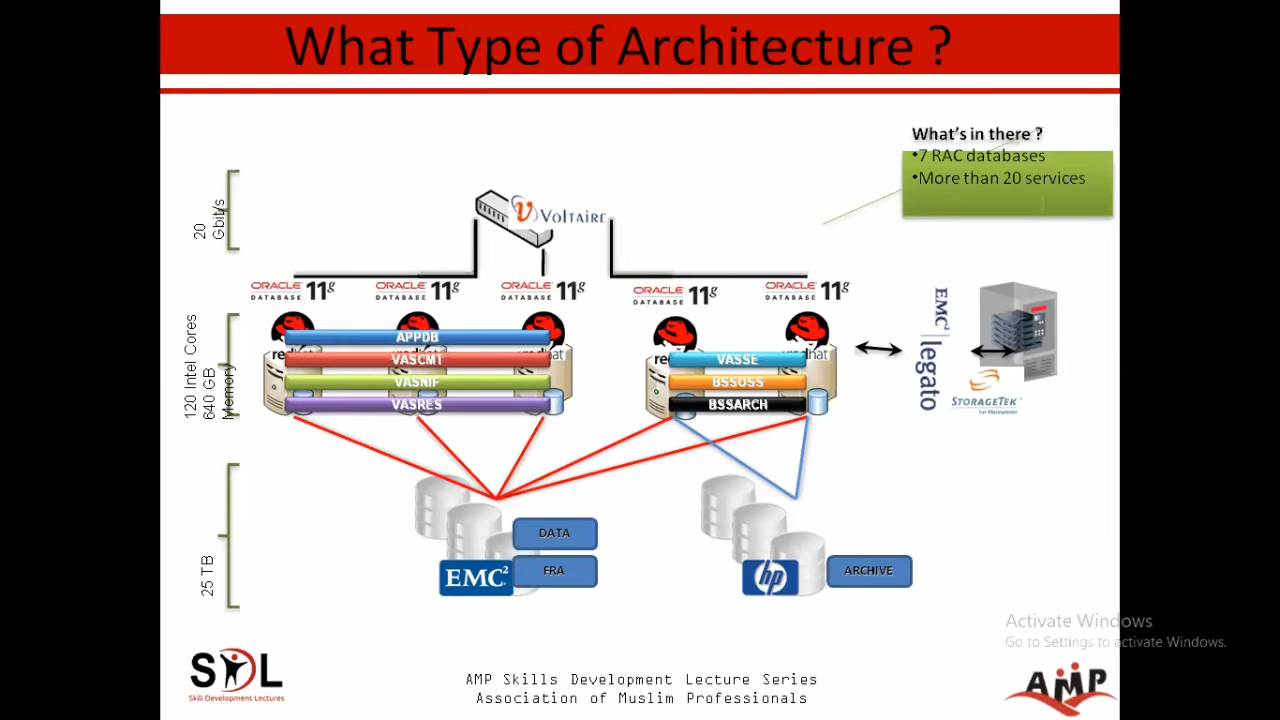 What Type of Architecture ?
What's in there ?
•7 RAC databases
•More than 20 services
20
Gbit/s
VOLTAIRE
ORACLE
DATABASE 11g
ORACLE
DATABASE 11g
ORACLE
DATABASE 11g
ORACLE
DATABASE 11g
ORACLE
DATABASE 11g
120 Intel Cores
640 GB
Memory
APPDB
VASCMT
VASNIF
VASRES
VASSE
BSSOSS
BSSARCH
EMC2
legato
STORAGETEK
25 TB
DATA
EMC2
FRA
hp
ARCHIVE
Activate Windows
Go to Settings to activate Windows.
SDL
Skill Development Lectures
AMP Skills Development Lecture Series
Association of Muslim Professionals
AMP